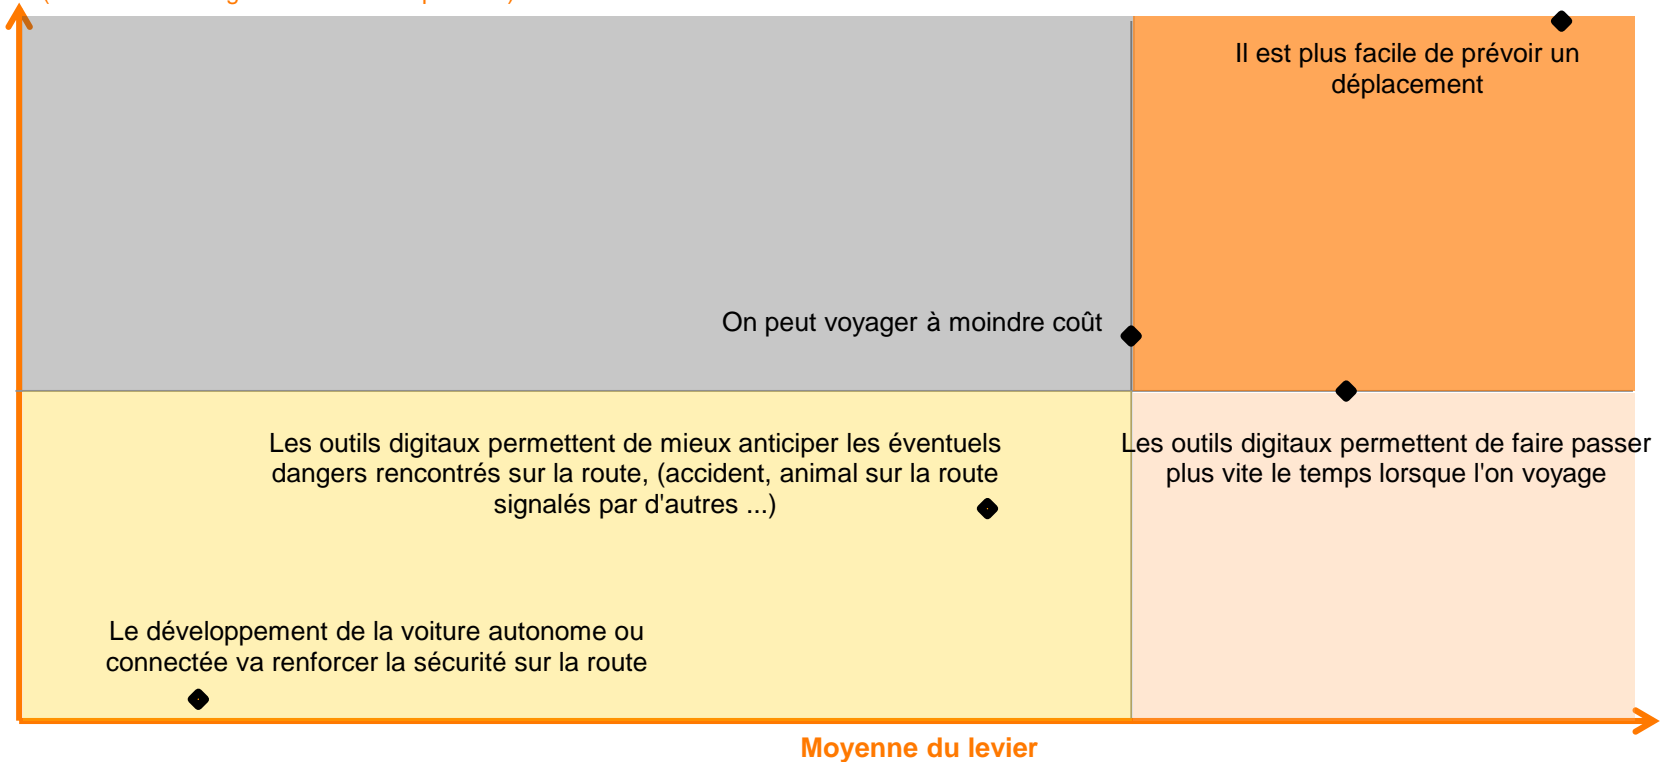 Il est plus facile de prévoir un
déplacement
On peut voyager à moindre coût
Les outils digitaux permettent de mieux anticiper les éventuels
dangers rencontrés sur la route, (accident, animal sur la route
signalés par d'autres ...)
Les outils digitaux permettent de faire passer
plus vite le temps lorsque l'on voyage
Le développement de la voiture autonome ou
connectée va renforcer la sécurité sur la route
Moyenne du levier